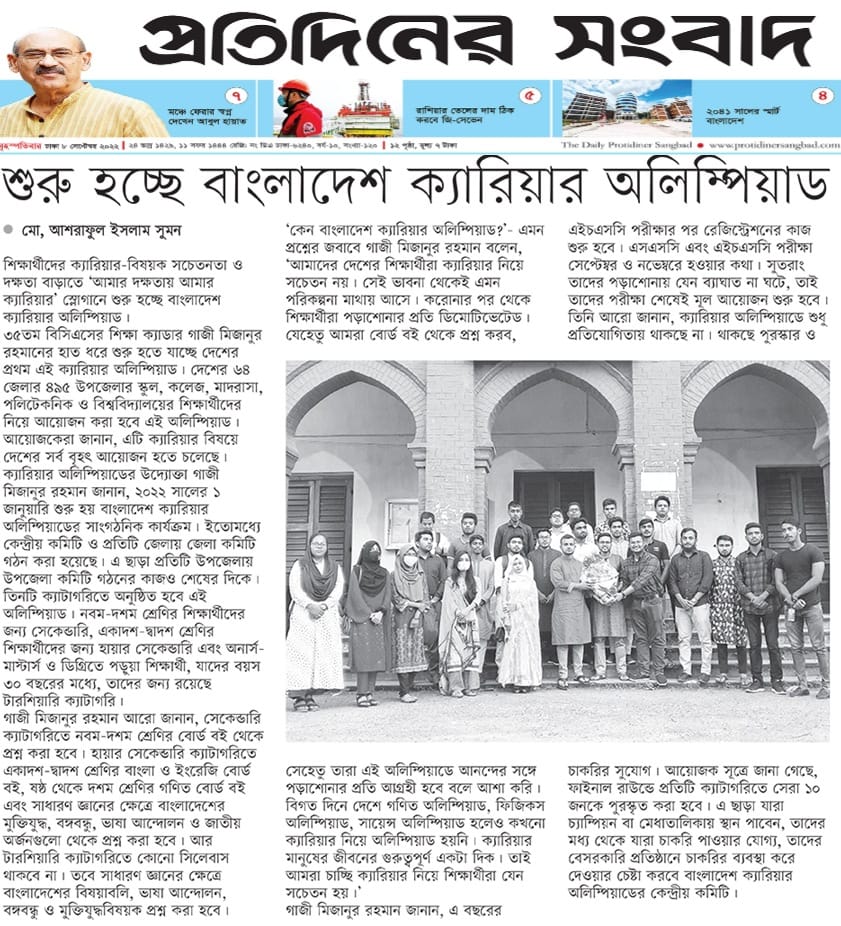 প্রতিদিনের সংবাদ
মঞ্চে ফেরার স্বপ্ন
দেখেন আবুল হায়াত
৭
রাশিয়ার তেলের দাম ঠিক
করবে জি-সেভেন
৫
২০৪১ সালের স্মার্ট
বাংলাদেশ
৪
বৃহস্পতিবার ঢাকা ৮ সেপ্টেম্বর ২০২২ | ২৪ ভাদ্র ১৪২৯, ১১ সফর ১৪৪৪ রেজি: নং ডিএ ঢাকা-৬২৪০, বর্ষ-১০, সংখ্যা-১২০ | ১২ পৃষ্ঠা, মূল্য ৭ টাকা
The Daily Protidiner Sangbad • www.protidinersangbad.com
শুরু হচ্ছে বাংলাদেশ ক্যারিয়ার অলিম্পিয়াড
মো, আশরাফুল ইসলাম সুমন
শিক্ষার্থীদের ক্যারিয়ার-বিষয়ক সচেতনতা ও
দক্ষতা বাড়াতে ‘আমার দক্ষতায় আমার
ক্যারিয়ার’ স্লোগানে শুরু হচ্ছে বাংলাদেশ
ক্যারিয়ার অলিম্পিয়াড।
৩৫তম বিসিএসের শিক্ষা ক্যাডার গাজী মিজানুর
রহমানের হাত ধরে শুরু হতে যাচ্ছে দেশের
প্রথম এই ক্যারিয়ার অলিম্পিয়াড। দেশের ৬৪
জেলার ৪৯৫ উপজেলার স্কুল, কলেজ, মাদরাসা,
পলিটেকনিক ও বিশ্ববিদ্যালয়ের শিক্ষার্থীদের
নিয়ে আয়োজন করা হবে এই অলিম্পিয়াড।
আয়োজকেরা জানান, এটি ক্যারিয়ার বিষয়ে
দেশের সর্ব বৃহৎ আয়োজন হতে চলেছে।
ক্যারিয়ার অলিম্পিয়াডের উদ্যোক্তা গাজী
মিজানুর রহমান জানান, ২০২২ সালের ১
জানুয়ারি শুরু হয় বাংলাদেশ ক্যারিয়ার
অলিম্পিয়াডের সাংগঠনিক কার্যক্রম। ইতোমধ্যে
কেন্দ্রীয় কমিটি ও প্রতিটি জেলায় জেলা কমিটি
গঠন করা হয়েছে। এ ছাড়া প্রতিটি উপজেলায়
উপজেলা কমিটি গঠনের কাজও শেষের দিকে।
তিনটি ক্যাটাগরিতে অনুষ্ঠিত হবে এই
অলিম্পিয়াড। নবম-দশম শ্রেণির শিক্ষার্থীদের
জন্য সেকেন্ডারি, একাদশ-দ্বাদশ শ্রেণির
শিক্ষার্থীদের জন্য হায়ার সেকেন্ডারি এবং অনার্স-
মাস্টার্স ও ডিগ্রিতে পড়ুয়া শিক্ষার্থী, যাদের বয়স
৩০ বছরের মধ্যে, তাদের জন্য রয়েছে
টারশিয়ারি ক্যাটাগরি।
গাজী মিজানুর রহমান আরো জানান, সেকেন্ডারি
ক্যাটাগরিতে নবম-দশম শ্রেণির বোর্ড বই থেকে
প্রশ্ন করা হবে। হায়ার সেকেন্ডারি ক্যাটাগরিতে
একাদশ-দ্বাদশ শ্রেণির বাংলা ও ইংরেজি বোর্ড
বই, ষষ্ঠ থেকে দশম শ্রেণির গণিত বোর্ড বই
এবং সাধারণ জ্ঞানের ক্ষেত্রে বাংলাদেশের
মুক্তিযুদ্ধ, বঙ্গবন্ধু, ভাষা আন্দোলন ও জাতীয়
অর্জনগুলো থেকে প্রশ্ন করা হবে। আর
টারশিয়ারি ক্যাটাগরিতে কোনো সিলেবাস
থাকবে না। তবে সাধারণ জ্ঞানের ক্ষেত্রে
বাংলাদেশের বিষয়াবলি, ভাষা আন্দোলন,
বঙ্গবন্ধু ও মুক্তিযুদ্ধবিষয়ক প্রশ্ন করা হবে।
‘কেন বাংলাদেশ ক্যারিয়ার অলিম্পিয়াড?’- এমন
প্রশ্নের জবাবে গাজী মিজানুর রহমান বলেন,
‘আমাদের দেশের শিক্ষার্থীরা ক্যারিয়ার নিয়ে
সচেতন নয়। সেই ভাবনা থেকেই এমন
পরিকল্পনা মাথায় আসে। করোনার পর থেকে
শিক্ষার্থীরা পড়াশোনার প্রতি ডিমোটিভেটেড।
যেহেতু আমরা বোর্ড বই থেকে প্রশ্ন করব,
সেহেতু তারা এই অলিম্পিয়াডে আনন্দের সঙ্গে
পড়াশোনার প্রতি আগ্রহী হবে বলে আশা করি।
বিগত দিনে দেশে গণিত অলিম্পিয়াড, ফিজিকস
অলিম্পিয়াড, সায়েন্স অলিম্পিয়াড হলেও কখনো
ক্যারিয়ার নিয়ে অলিম্পিয়াড হয়নি। ক্যারিয়ার
মানুষের জীবনের গুরুত্বপূর্ণ একটা দিক। তাই
আমরা চাচ্ছি ক্যারিয়ার নিয়ে শিক্ষার্থীরা যেন
সচেতন হয়।’
গাজী মিজানুর রহমান জানান, এ বছরের
এইচএসসি পরীক্ষার পর রেজিস্ট্রেশনের কাজ
শুরু হবে। এসএসসি এবং এইচএসসি পরীক্ষা
সেপ্টেম্বর ও নভেম্বরে হওয়ার কথা। সুতরাং
তাদের পড়াশোনায় যেন ব্যাঘাত না ঘটে, তাই
তাদের পরীক্ষা শেষেই মূল আয়োজন শুরু হবে।
তিনি আরো জানান, ক্যারিয়ার অলিম্পিয়াডে শুধু
প্রতিযোগিতায় থাকছে না। থাকছে পুরস্কার ও
চাকরির সুযোগ। আয়োজক সূত্রে জানা গেছে,
ফাইনাল রাউন্ডে প্রতিটি ক্যাটাগরিতে সেরা ১০
জনকে পুরস্কৃত করা হবে। এ ছাড়া যারা
চ্যাম্পিয়ন বা মেধাতালিকায় স্থান পাবেন, তাদের
মধ্য থেকে যারা চাকরি পাওয়ার যোগ্য, তাদের
বেসরকারি প্রতিষ্ঠানে চাকরির ব্যবস্থা করে
দেওয়ার চেষ্টা করবে বাংলাদেশ ক্যারিয়ার
অলিম্পিয়াডের কেন্দ্রীয় কমিটি।